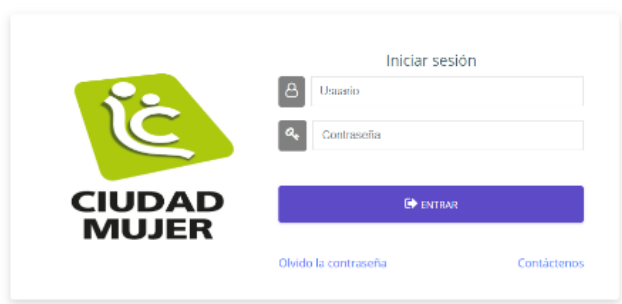 Iniciar sesión
Usuario
Contraseña
CIUDAD
MUJER
ENTRAR
Olvido la contraseña
Contáctenos